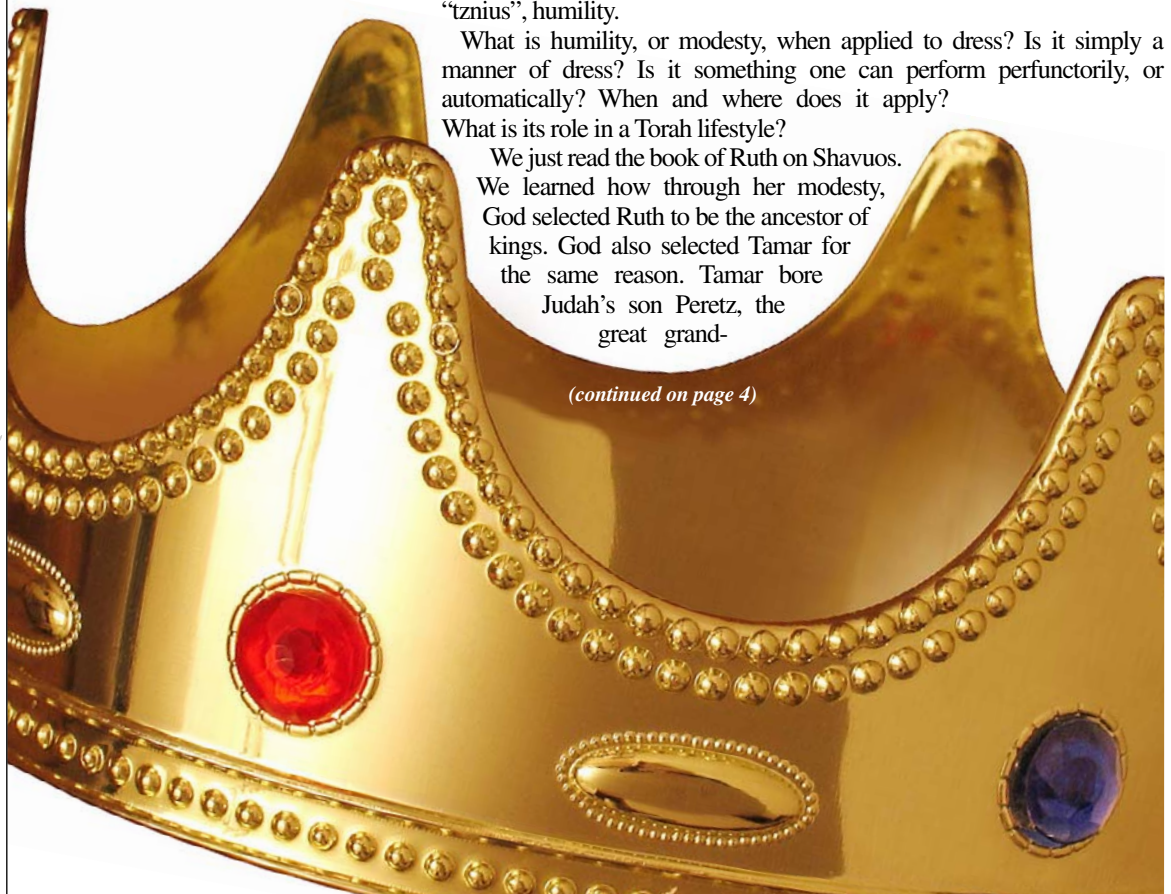 “tznius”, humility.
What is humility, or modesty, when applied to dress? Is it simply a
manner of dress? Is it something one can perform perfunctorily, or
automatically? When and where does it apply?
What is its role in a Torah lifestyle?
We just read the book of Ruth on Shavuos.
We learned how through her modesty,
God selected Ruth to be the ancestor of
kings. God also selected Tamar for
the same reason. Tamar bore
Judah’s son Peretz, the
great grand-
(continued on page 4)